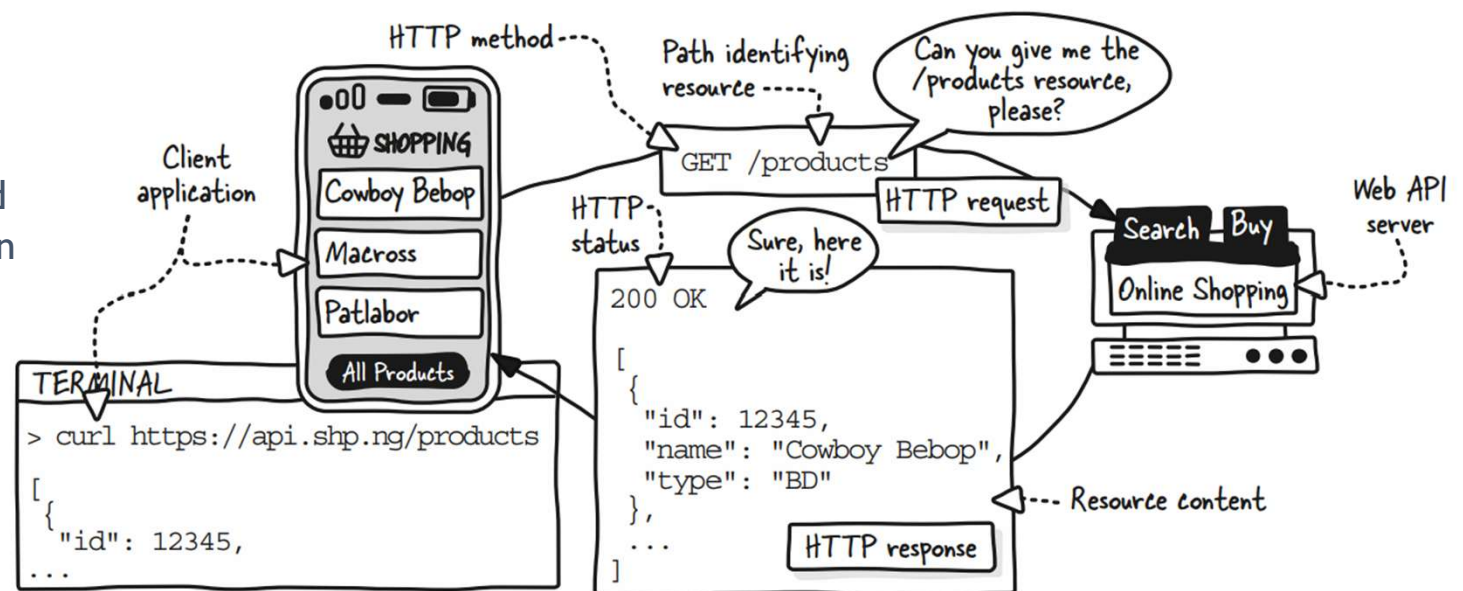 HTTP method
Path identifying
resource
Can you give me the
/products resource,
please?
SHOPPING
Cowboy Bebop
Macross
Patlabor
All Products
Client
application
GET /products
HTTP request
HTTP
status
Sure, here
it is!
Web API
server
Search
Buy
Online Shopping
200 OK
[
{
"id": 12345,
"name": "Cowboy Bebop",
"type": "BD"
},
...
]
HTTP response
Resource content
TERMINAL
> curl https://api.shp.ng/products
[
{
"id": 12345,
...